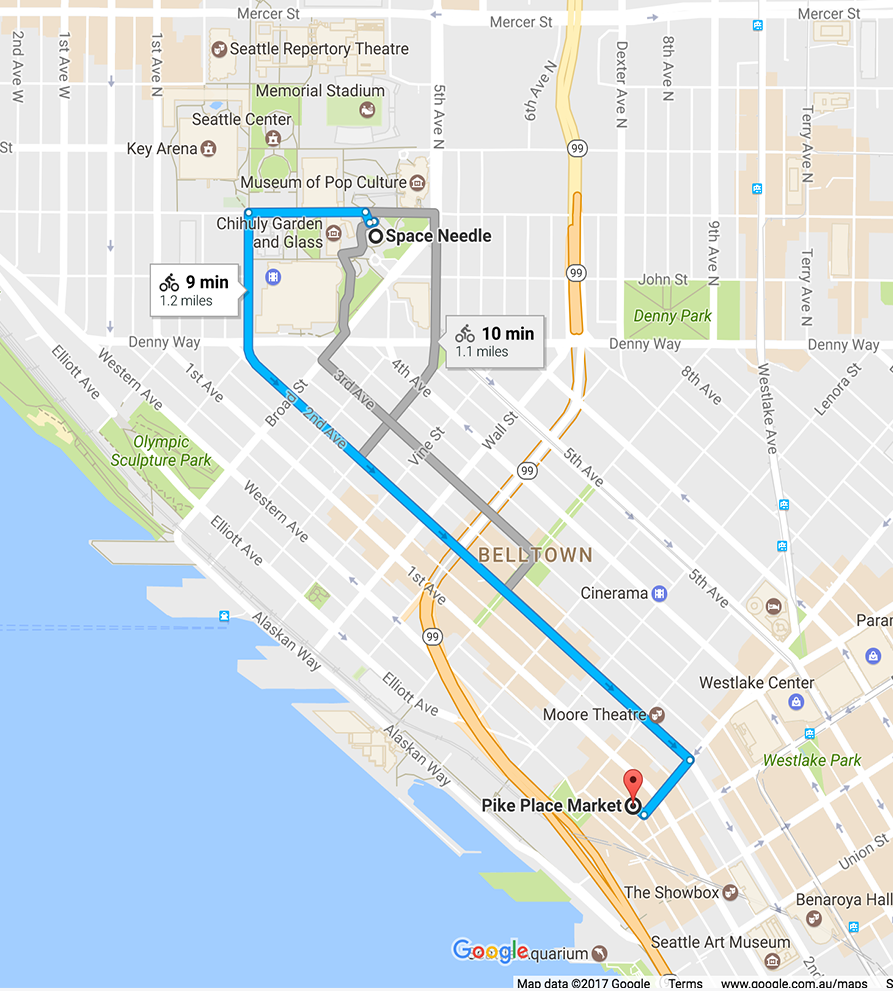 Mercer St
Mercer St
Mercer St
2nd Ave W
1st Ave W
1st Ave N
Seattle Repertory Theatre
6th Ave N
Dexter Ave N
8th Ave N
Memorial Stadium
5th Ave N
Terry Ave N
Seattle Center
St
Key Arena
99
Museum of Pop Culture
Chihuly Garden
and Glass
Space Needle
9th Ave N
Terry Ave N
9 min
1.2 miles
99
John St
Denny Park
10 min
1.1 miles
Denny Way
Denny Way
Denny Way
Elliott Ave
Western Ave
1st Ave
Broad St
3rd Ave
4th Ave
8th Ave
Lenora St
Westlake Ave
2nd Ave
Vine St
Wall St
Olympic
Sculpture Park
99
5th Ave
Western Ave
Elliott Ave
BELLTOWN
1st Ave
Cinerama
5th Ave
Alaskan Way
99
Param
Elliott Ave
Westlake Center
Moore Theatre
Alaskan Way
Westlake Park
Pike Place Market
Union St
The Showbox
Benaroya Hall
Google
Aquarium
Seattle Art Museum
2nd
Map data ©2017 Google
Terms
www.google.com.au/maps
S